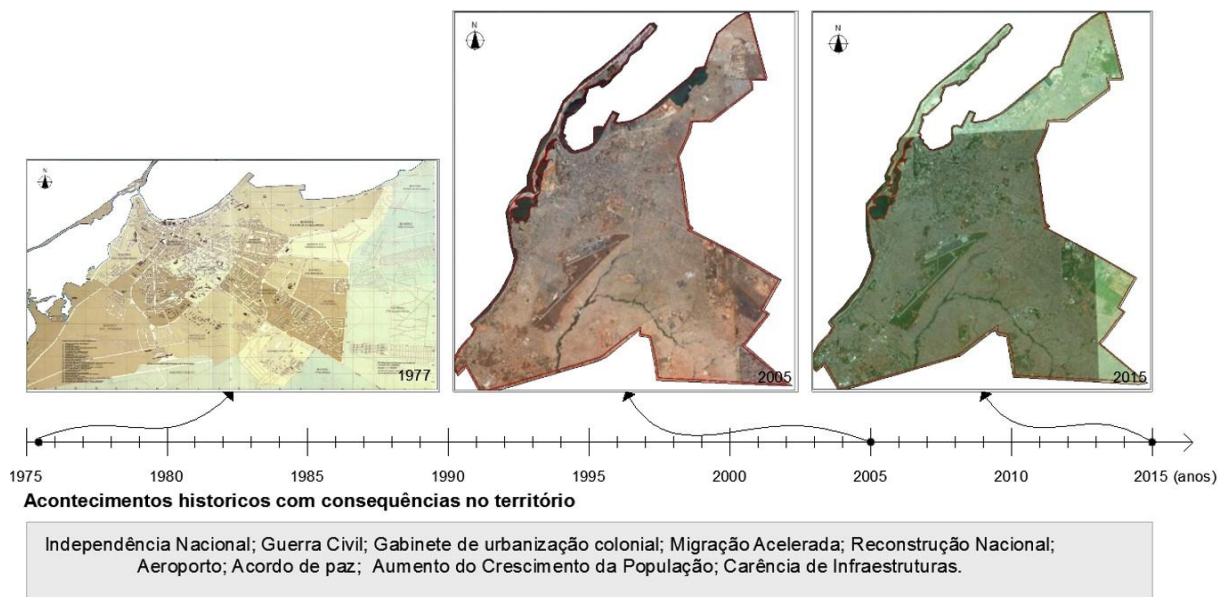 N
N
N
1977
2005
2015
1975 1980 1985 1990 1995 2000 2005 2010 2015 (anos)
Acontecimentos historicos com consequências no território
Independência Nacional; Guerra Civil; Gabinete de urbanização colonial; Migração Acelerada; Reconstrução Nacional;
Aeroporto; Acordo de paz; Aumento do Crescimento da População; Carência de Infraestruturas.